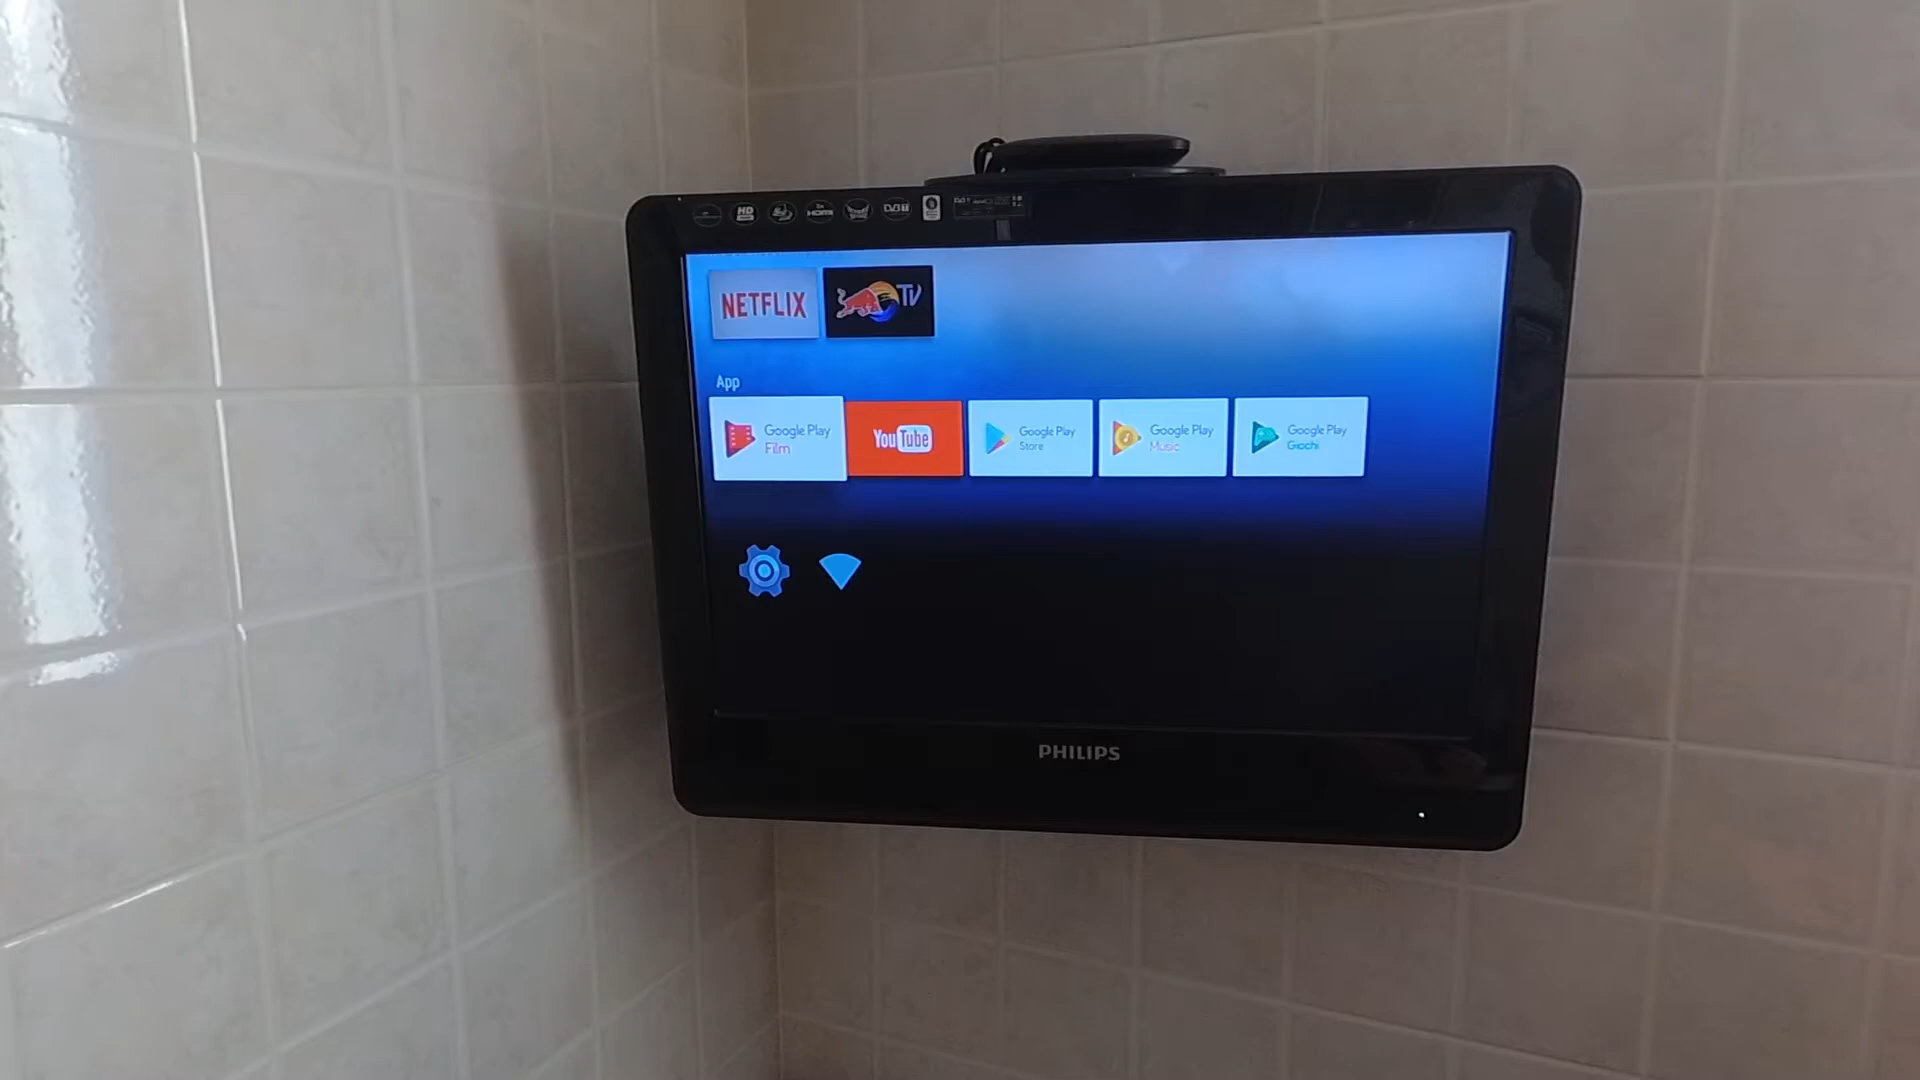 HD
HDMI
DVB T
NETFLIX
TV
App
Google Play
Film
YouTube
Google Play
Store
Google Play
Music
Google Play
Giochi
PHILIPS